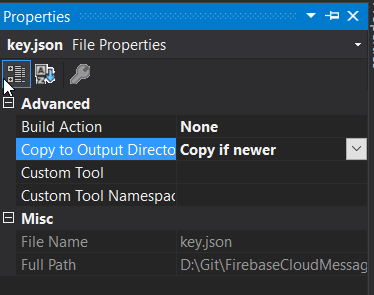 Properties
key.json File Properties
Advanced
Build Action None
Copy to Output Directo Copy if newer
Custom Tool
Custom Tool Namespac
Misc
File Name key.json
Full Path D:\Git\FirebaseCloudMessag